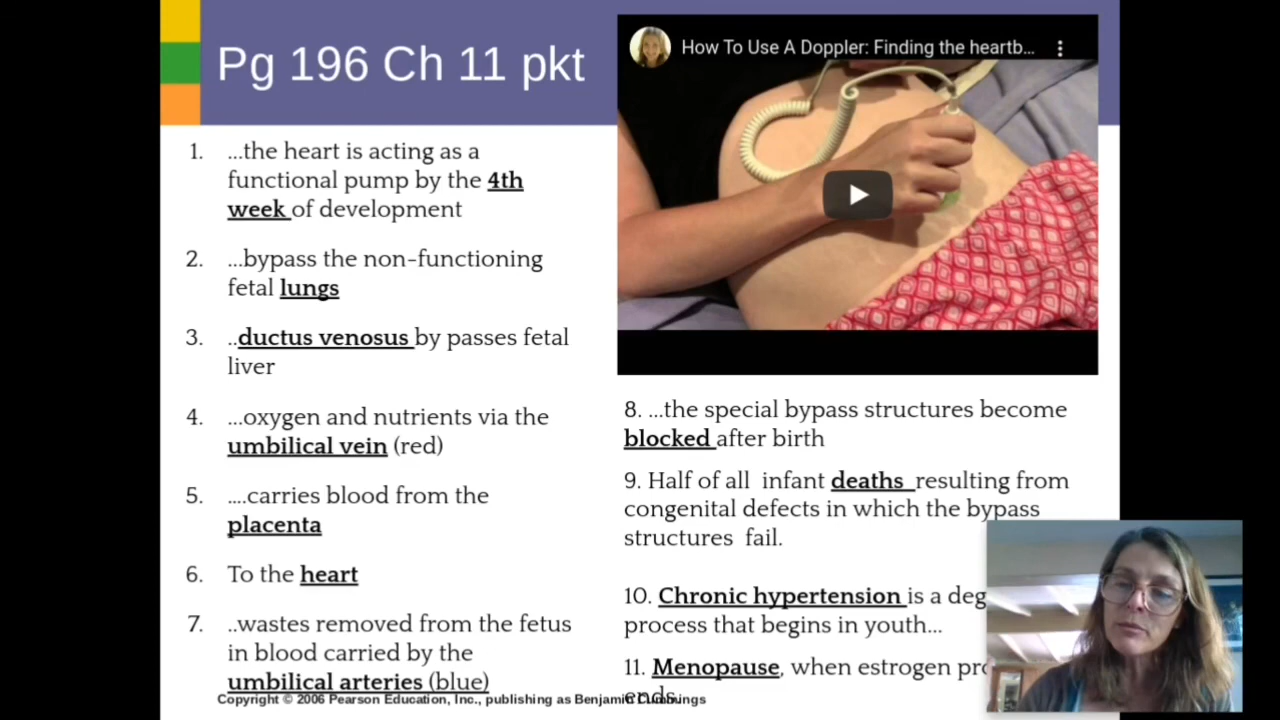 Pg 196 Ch 11 pkt
How To Use A Doppler: Finding the heartb...
1. ...the heart is acting as a
functional pump by the 4th
week of development
2. ...bypass the non-functioning
fetal lungs
3. ..ductus venosus by passes fetal
liver
4. ...oxygen and nutrients via the
umbilical vein (red)
5. ....carries blood from the
placenta
6. To the heart
7. ..wastes removed from the fetus
in blood carried by the
umbilical arteries (blue)
8. ...the special bypass structures become
blocked after birth
9. Half of all infant deaths resulting from
congenital defects in which the bypass
structures fail.
10. Chronic hypertension is a deg
process that begins in youth...
11. Menopause, when estrogen pro
ends.
Copyright © 2006 Pearson Education, Inc., publishing as Benjamin Cummings